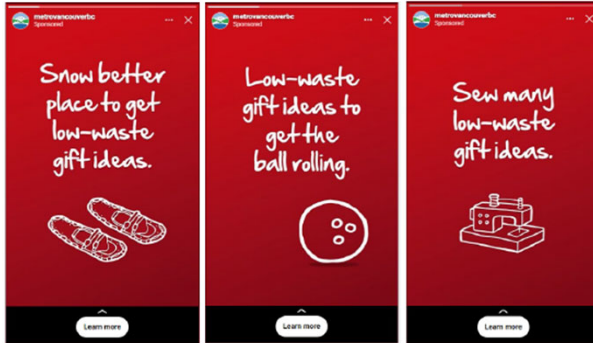 metrovancouverbc
Sponsored
Snow better
place to get
low-waste
gift ideas.
Learn more
metrovancouverbc
Sponsored
Low-waste
gift ideas to
get the
ball rolling.
Learn more
metrovancouverbc
Sponsored
Sew many
low-waste
gift ideas.
Learn more